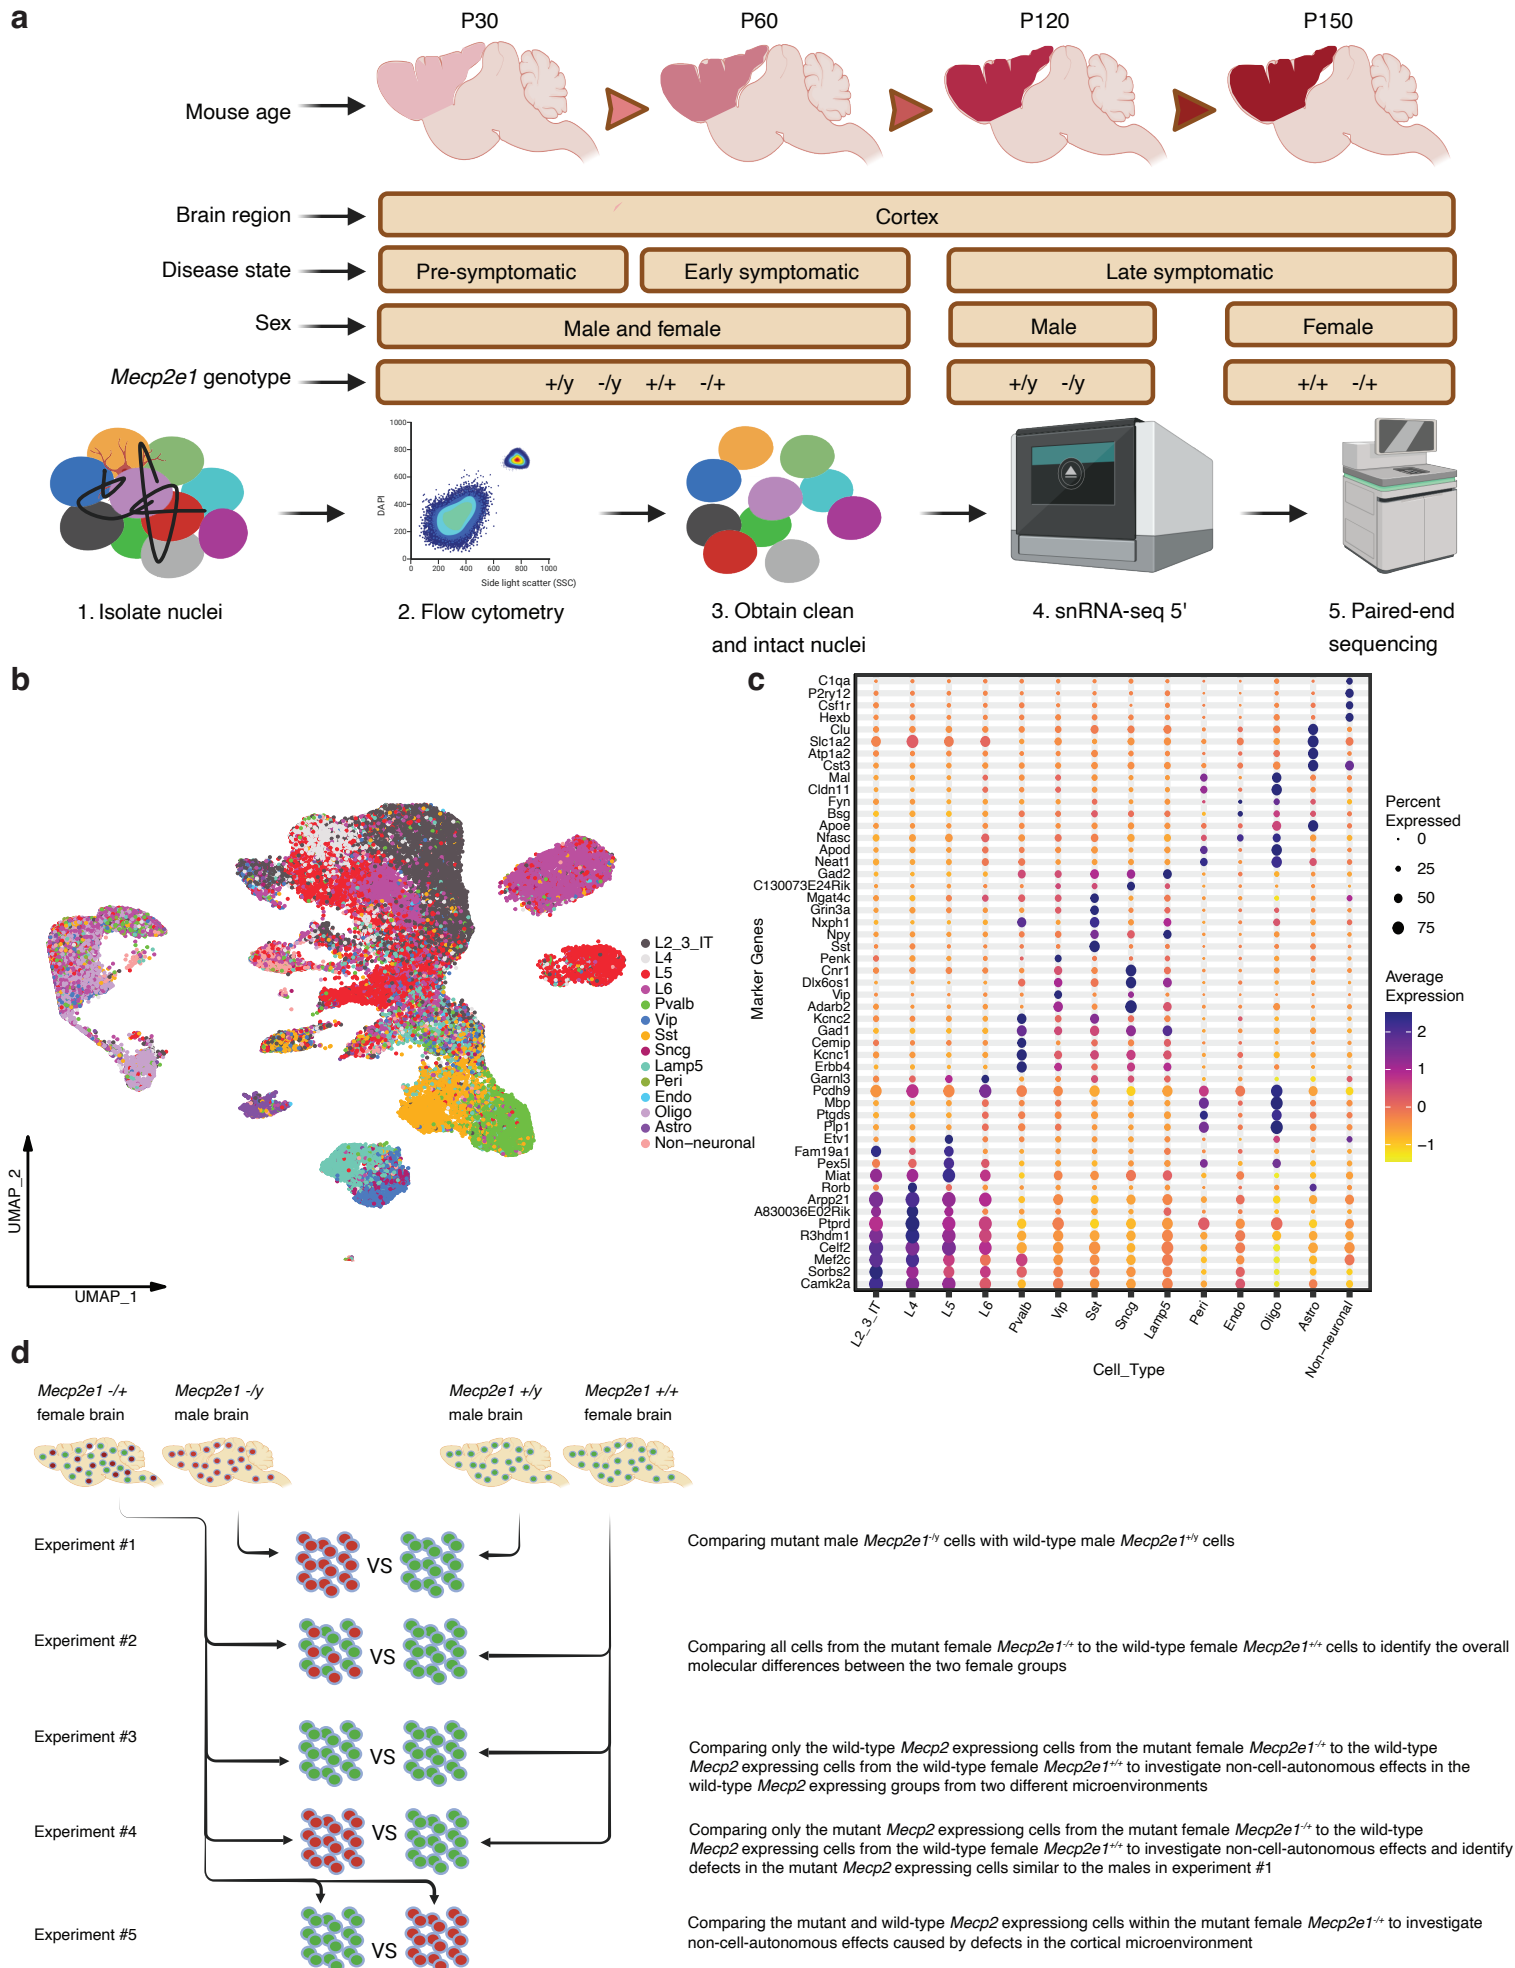 a
P30
P60
P120
P150
Mouse age
Brain region
Cortex
Disease state
Pre-symptomatic
Early symptomatic
Late symptomatic
Sex
Male and female
Male
Female
Mecp2e1 genotype
+/y -/y +/+ -/+
+/y -/y
+/+ -/+
1000
800
600
400
200
0
DAPI
0 200 400 600 800 1000
Side light scatter (SSC)
1. Isolate nuclei
2. Flow cytometry
3. Obtain clean
and intact nuclei
4. snRNA-seq 5'
5. Paired-end
sequencing
b
UMAP_2
UMAP_1
L2_3_IT
L4
L5
L6
Pvalb
Vip
Sst
Sncg
Lamp5
Peri
Endo
Oligo
Astro
Non−neuronal
c
Marker Genes
C1qa
P2ry12
Csf1r
Hexb
Clu
Slc1a2
Atp1a2
Cst3
Mal
Cldn11
Fyn
Bsg
Apoe
Nfasc
Apod
Neat1
Gad2
C130073E24Rik
Mgat4c
Grin3a
Nxph1
Npy
Sst
Penk
Cnr1
Dlx6os1
Vip
Adarb2
Kcnc2
Gad1
Cemip
Kcnc1
Erbb4
Garnl3
Pcdh9
Mbp
Ptgds
Plp1
Etv1
Fam19a1
Pex5l
Miat
Rorb
Arpp21
A830036E02Rik
Ptprd
R3hdm1
Celf2
Mef2c
Sorbs2
Camk2a
L2_3_IT
L4
L5
L6
Pvalb
Vip
Sst
Sncg
Lamp5
Peri
Endo
Oligo
Astro
Non−neuronal
Cell_Type
Percent
Expressed
0
25
50
75
Average
Expression
2
1
0
−1
d
Mecp2e1 -/+
female brain
Mecp2e1 -/y
male brain
Mecp2e1 +/y
male brain
Mecp2e1 +/+
female brain
Experiment #1
VS
Comparing mutant male Mecp2e1-/y cells with wild-type male Mecp2e1+/y cells
Experiment #2
VS
Comparing all cells from the mutant female Mecp2e1-/+ to the wild-type female Mecp2e1+/+ cells to identify the overall
molecular differences between the two female groups
Experiment #3
VS
Comparing only the wild-type Mecp2 expressiong cells from the mutant female Mecp2e1-/+ to the wild-type
Mecp2 expressing cells from the wild-type female Mecp2e1+/+ to investigate non-cell-autonomous effects in the
wild-type Mecp2 expressing groups from two different microenvironments
Experiment #4
VS
Comparing only the mutant Mecp2 expressiong cells from the mutant female Mecp2e1-/+ to the wild-type
Mecp2 expressing cells from the wild-type female Mecp2e1+/+ to investigate non-cell-autonomous effects and identify
defects in the mutant Mecp2 expressing cells similar to the males in experiment #1
Experiment #5
VS
Comparing the mutant and wild-type Mecp2 expressiong cells within the mutant female Mecp2e1-/+ to investigate
non-cell-autonomous effects caused by defects in the cortical microenvironment